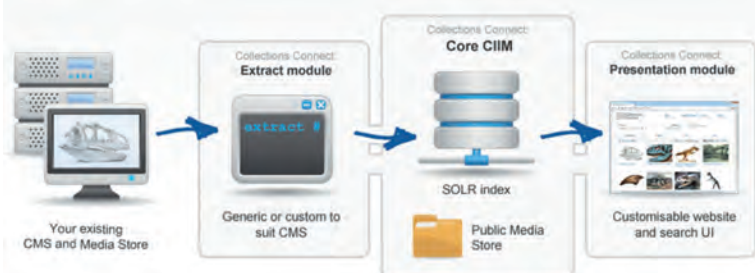 Your existing
CMS and Media Store
Collections Connect:
Extract module
extract #
Generic or custom to
suit CMS
Collections Connect:
Core CIIM
SOLR index
Public Media
Store
Collections Connect:
Presentation module
Customisable website
and search UI